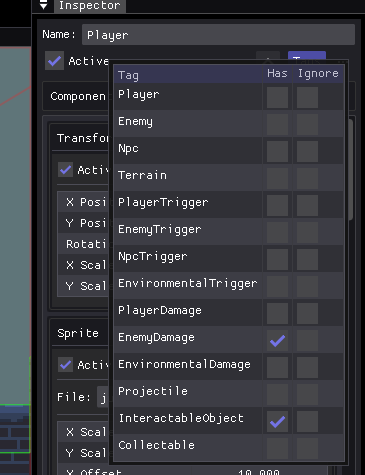 Inspector
Name: Player
Active
Componen
Tag Has Ignore
Player
Enemy
Npc
Terrain
PlayerTrigger
EnemyTrigger
NpcTrigger
EnvironmentalTrigger
PlayerDamage
EnemyDamage
EnvironmentalDamage
Projectile
InteractableObject
Collectable
Transfor
Activ
X Posi
Y Posi
Rotati
X Scal
Y Scal
Sprite
Activ
File: j
X Scal
Y Scal
X Offset 10.000